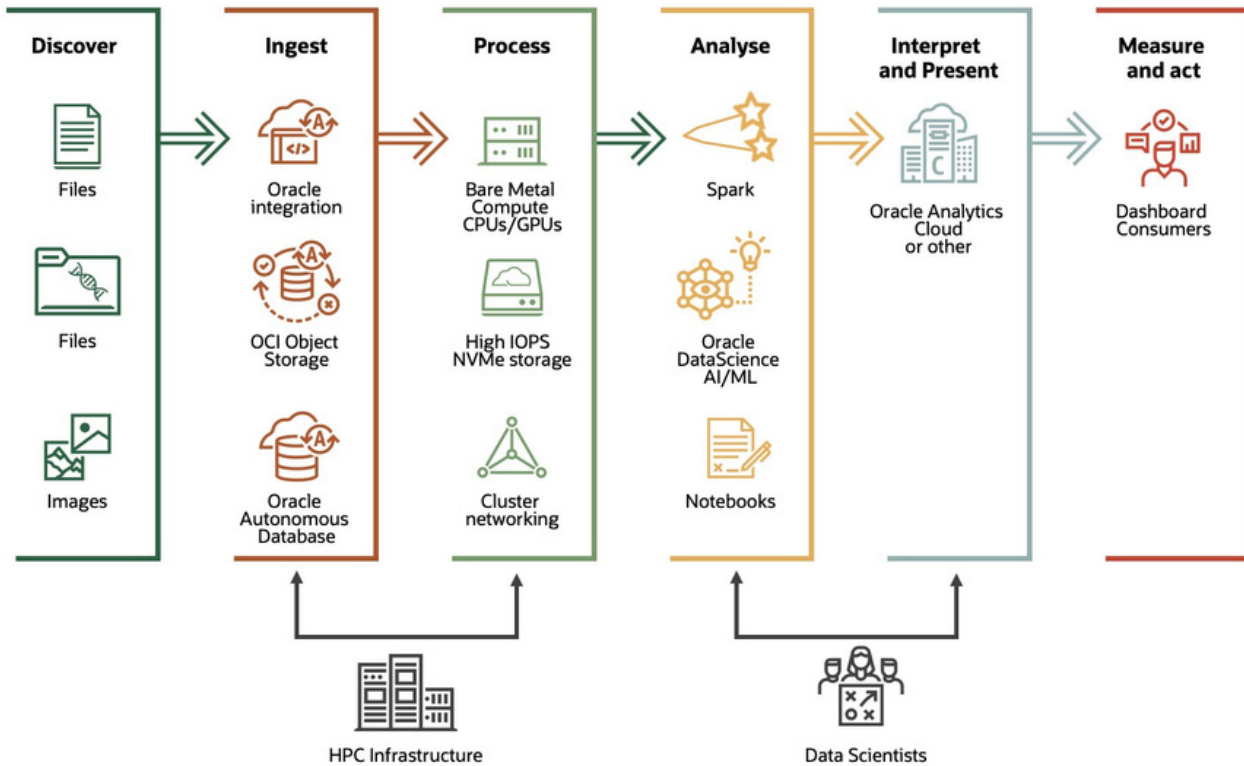 Discover
Files
Files
Images
Ingest
</>
A
Oracle
integration
A
OCI Object
Storage
A
Oracle
Autonomous
Database
Process
Bare Metal
Compute
CPUs/GPUs
High IOPS
NVMe storage
Cluster
networking
Analyse
Spark
Oracle
DataScience
AI/ML
Notebooks
Interpret
and Present
C
Oracle Analytics
Cloud
or other
Measure
and act
Dashboard
Consumers
HPC Infrastructure
Data Scientists